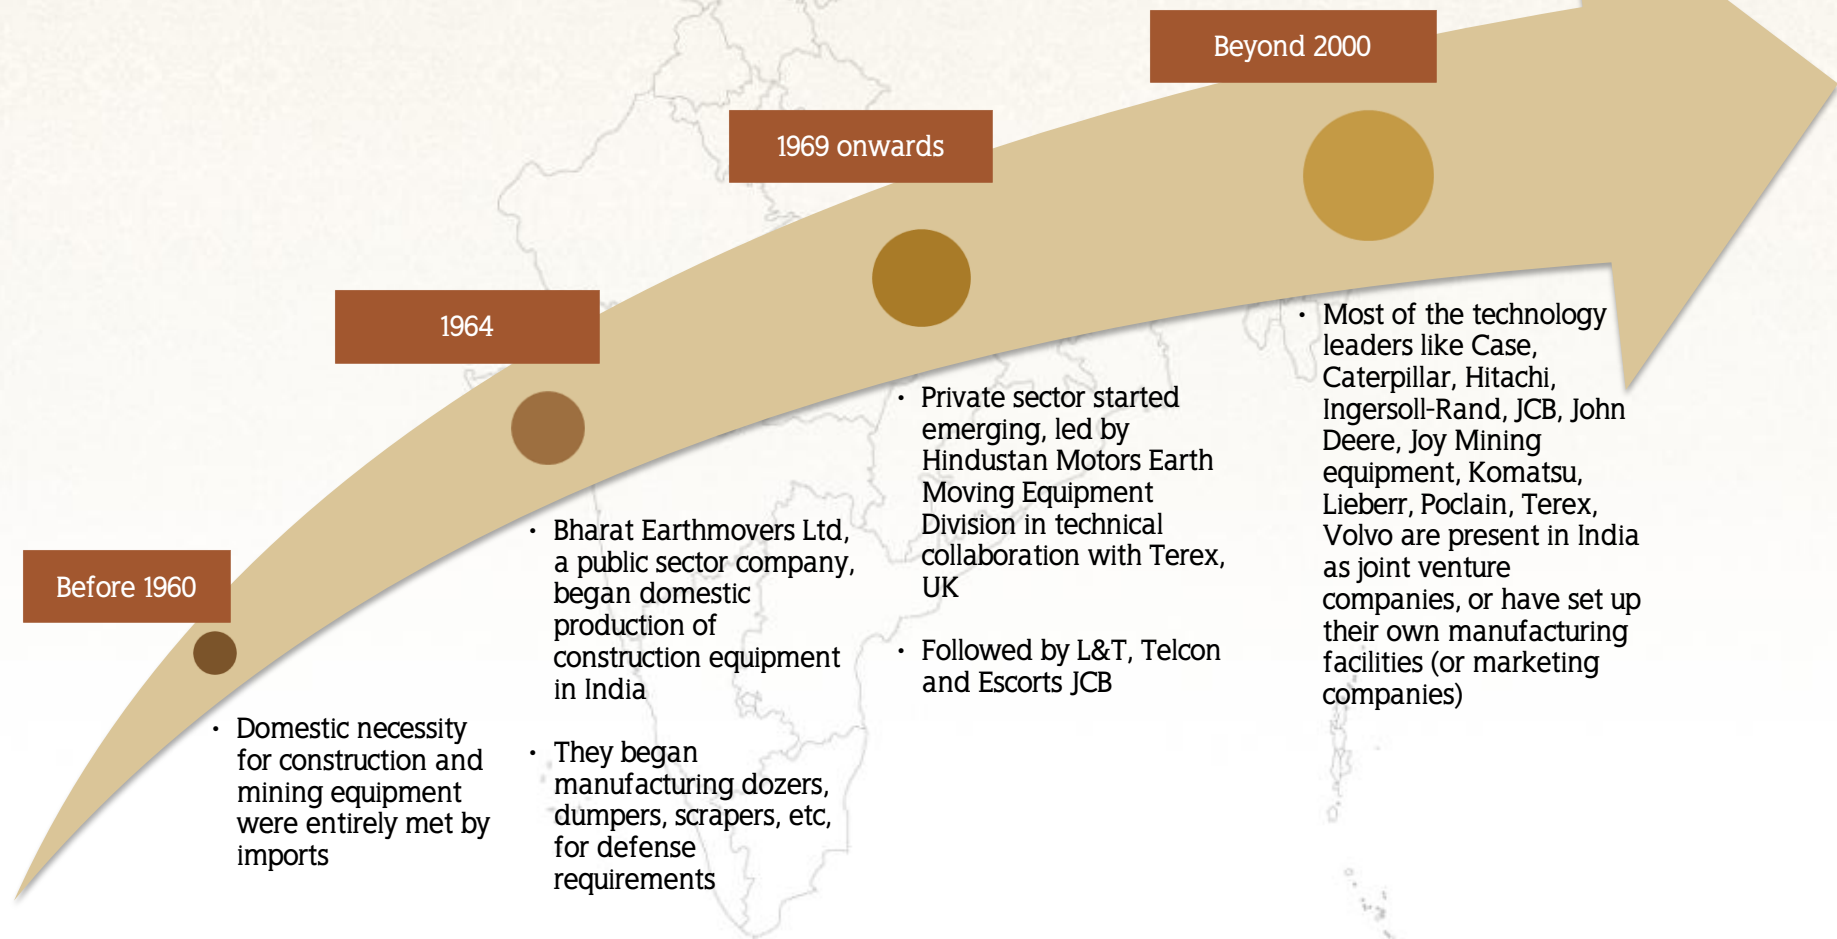 Before 1960
• Domestic necessity
for construction and
mining equipment
were entirely met by
imports
1964
• Bharat Earthmovers Ltd,
a public sector company,
began domestic
production of
construction equipment
in India
• They began
manufacturing dozers,
dumpers, scrapers, etc,
for defense
requirements
1969 onwards
• Private sector started
emerging, led by
Hindustan Motors Earth
Moving Equipment
Division in technical
collaboration with Terex,
UK
• Followed by L&T, Telcon
and Escorts JCB
Beyond 2000
• Most of the technology
leaders like Case,
Caterpillar, Hitachi,
Ingersoll-Rand, JCB, John
Deere, Joy Mining
equipment, Komatsu,
Lieberr, Poclain, Terex,
Volvo are present in India
as joint venture
companies, or have set up
their own manufacturing
facilities (or marketing
companies)